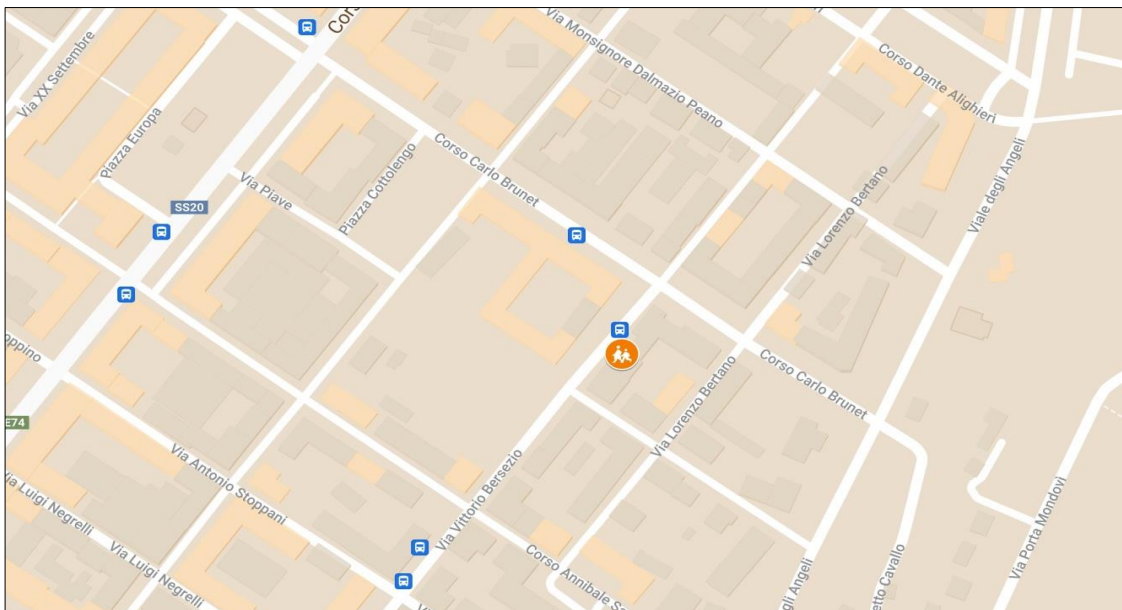 Via XX Settembre
Via Monsignore Dalmazio Peano
Corso Dante Alighieri
Piazza Europa
Corso Carlo Brunet
Piazza Cottolengo
Via Piave
SS20
Via Lorenzo Bertano
Viale degli Angeli
Corso Carlo Brunet
Via Lorenzo Bertano
E74
Via Antonio Stoppani
Via Vittorio Bersezio
Via Luigi Negrelli
Via Luigi Negrelli
Corso Annibale
Via Porta Mondovì